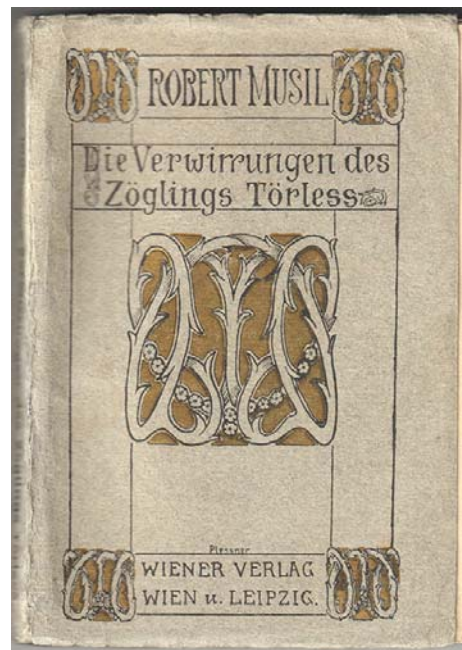 ROBERT MUSIL
Die Verwirrungen des
Zöglings Törless
Plessner
WIENER VERLAG
WIEN u. LEIPZIG.